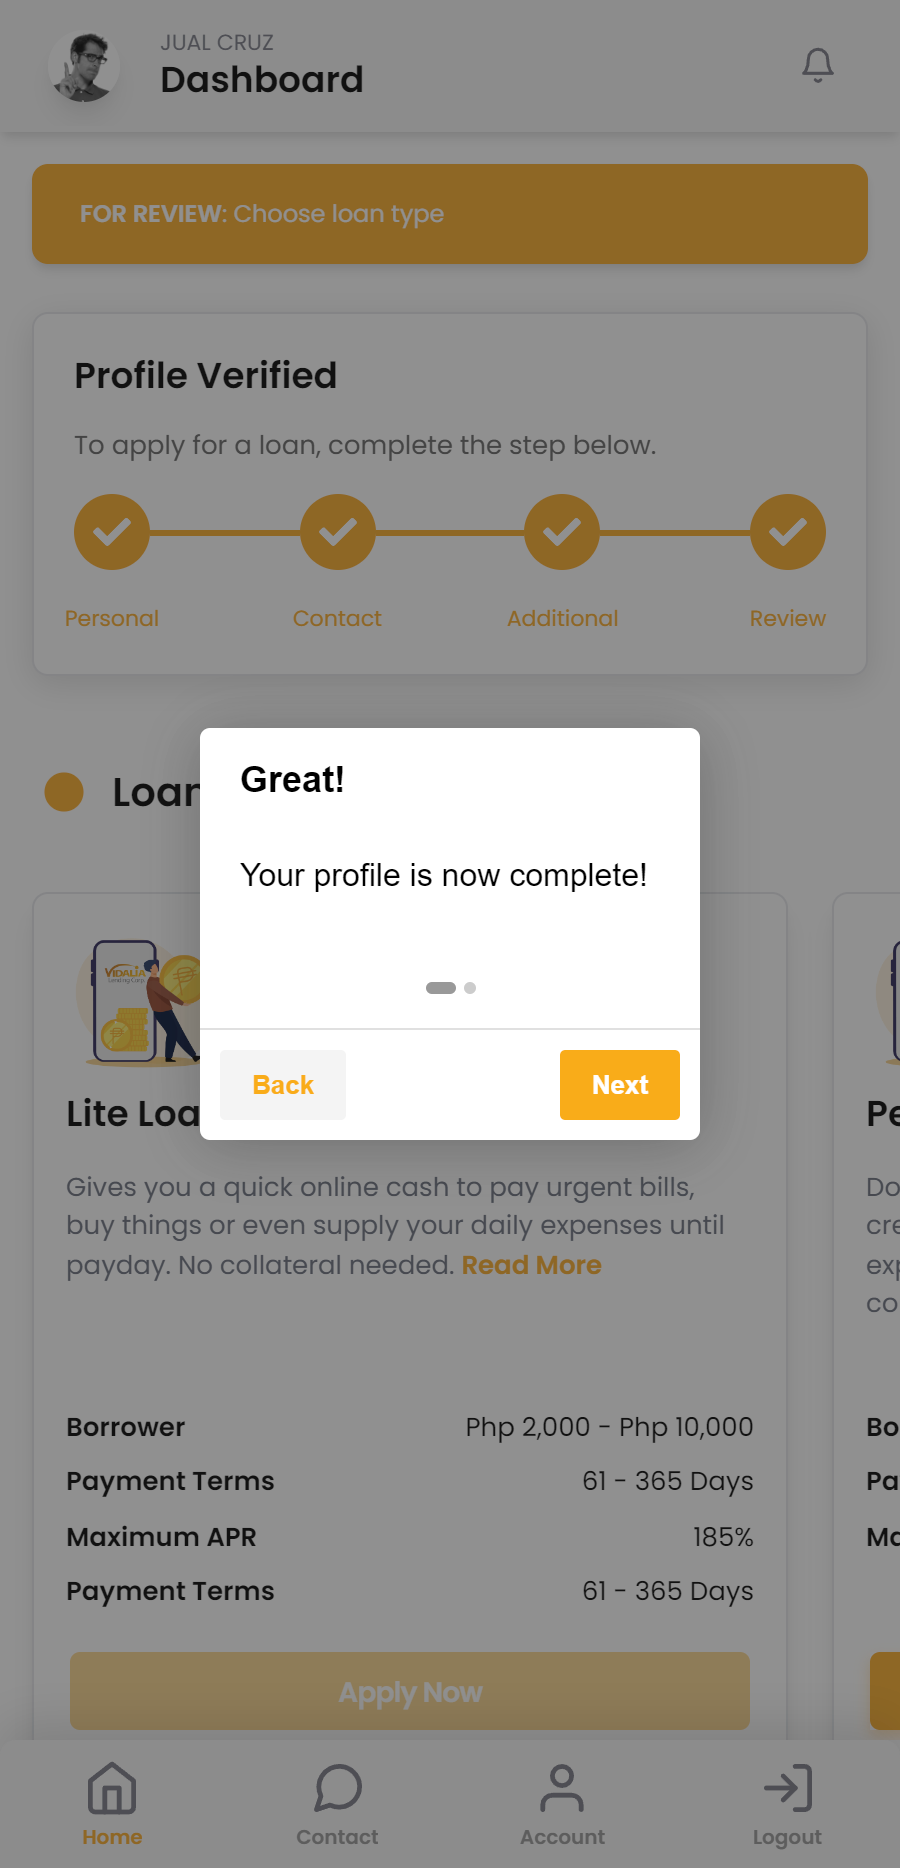 JUAL CRUZ
Dashboard
FOR REVIEW: Choose loan type
Profile Verified
To apply for a loan, complete the step below.
Personal Contact Additional Review
Great!
Your profile is now complete!
Back Next
Loan
VIDALIA
Lending Corp.
Lite Loa
Gives you a quick online cash to pay urgent bills,
buy things or even supply your daily expenses until
payday. No collateral needed. Read More
Borrower Php 2,000 - Php 10,000
Payment Terms 61 - 365 Days
Maximum APR 185%
Payment Terms 61 - 365 Days
Apply Now
Pe
Do
cre
exp
co
Bo
Pa
Ma
Home Contact Account Logout